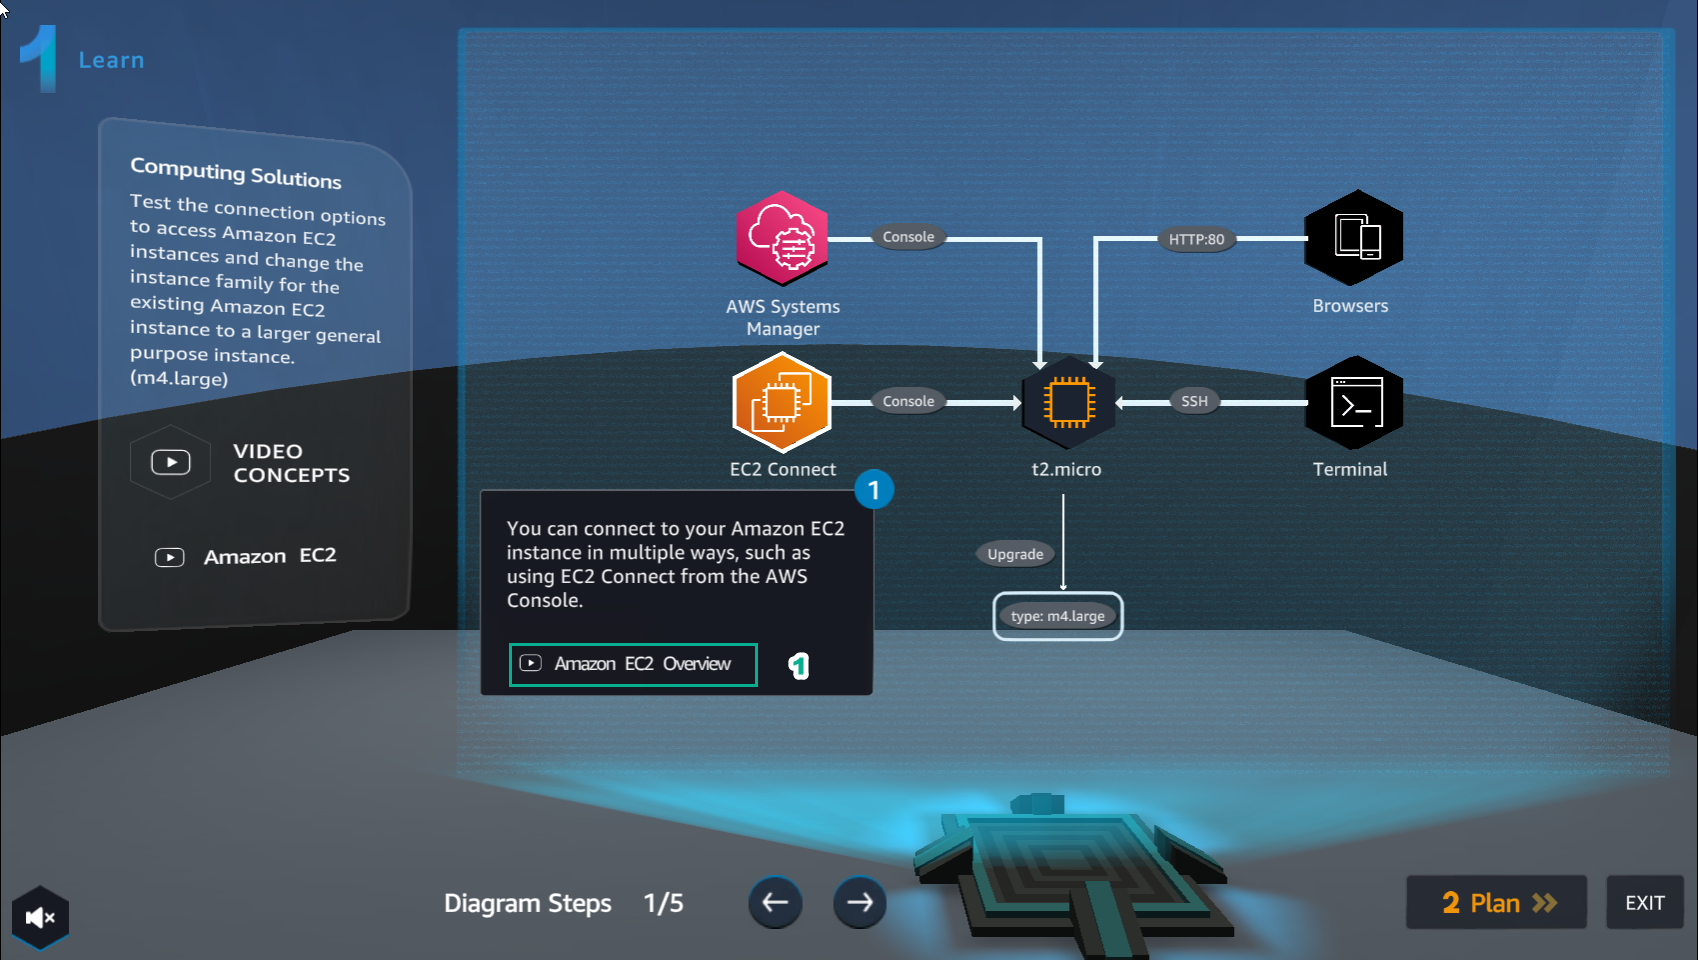 1 Learn
Computing Solutions
Test the connection options
to access Amazon EC2
instances and change the
instance family for the
existing Amazon EC2
instance to a larger general
purpose instance.
(m4.large)
VIDEO
CONCEPTS
Amazon EC2
AWS Systems
Manager
Console
HTTP:80
Browsers
EC2 Connect
Console
t2.micro
SSH
Terminal
Upgrade
type: m4.large
1
You can connect to your Amazon EC2
instance in multiple ways, such as
using EC2 Connect from the AWS
Console.
Amazon EC2 Overview
1
Diagram Steps 1/5
2 Plan
EXIT